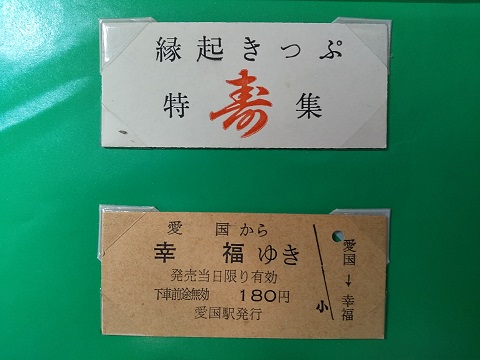 縁起きっぷ
特 寿 集
愛国から
幸福ゆき
発売当日限り有効
下車前途無効 180円
愛国駅発行
小
愛国→幸福